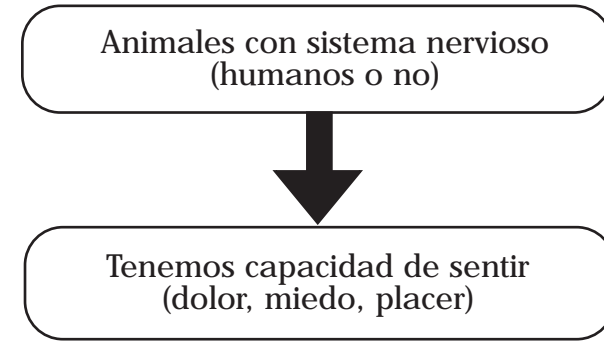 Animales con sistema nervioso
(humanos o no)
Tenemos capacidad de sentir
(dolor, miedo, placer)